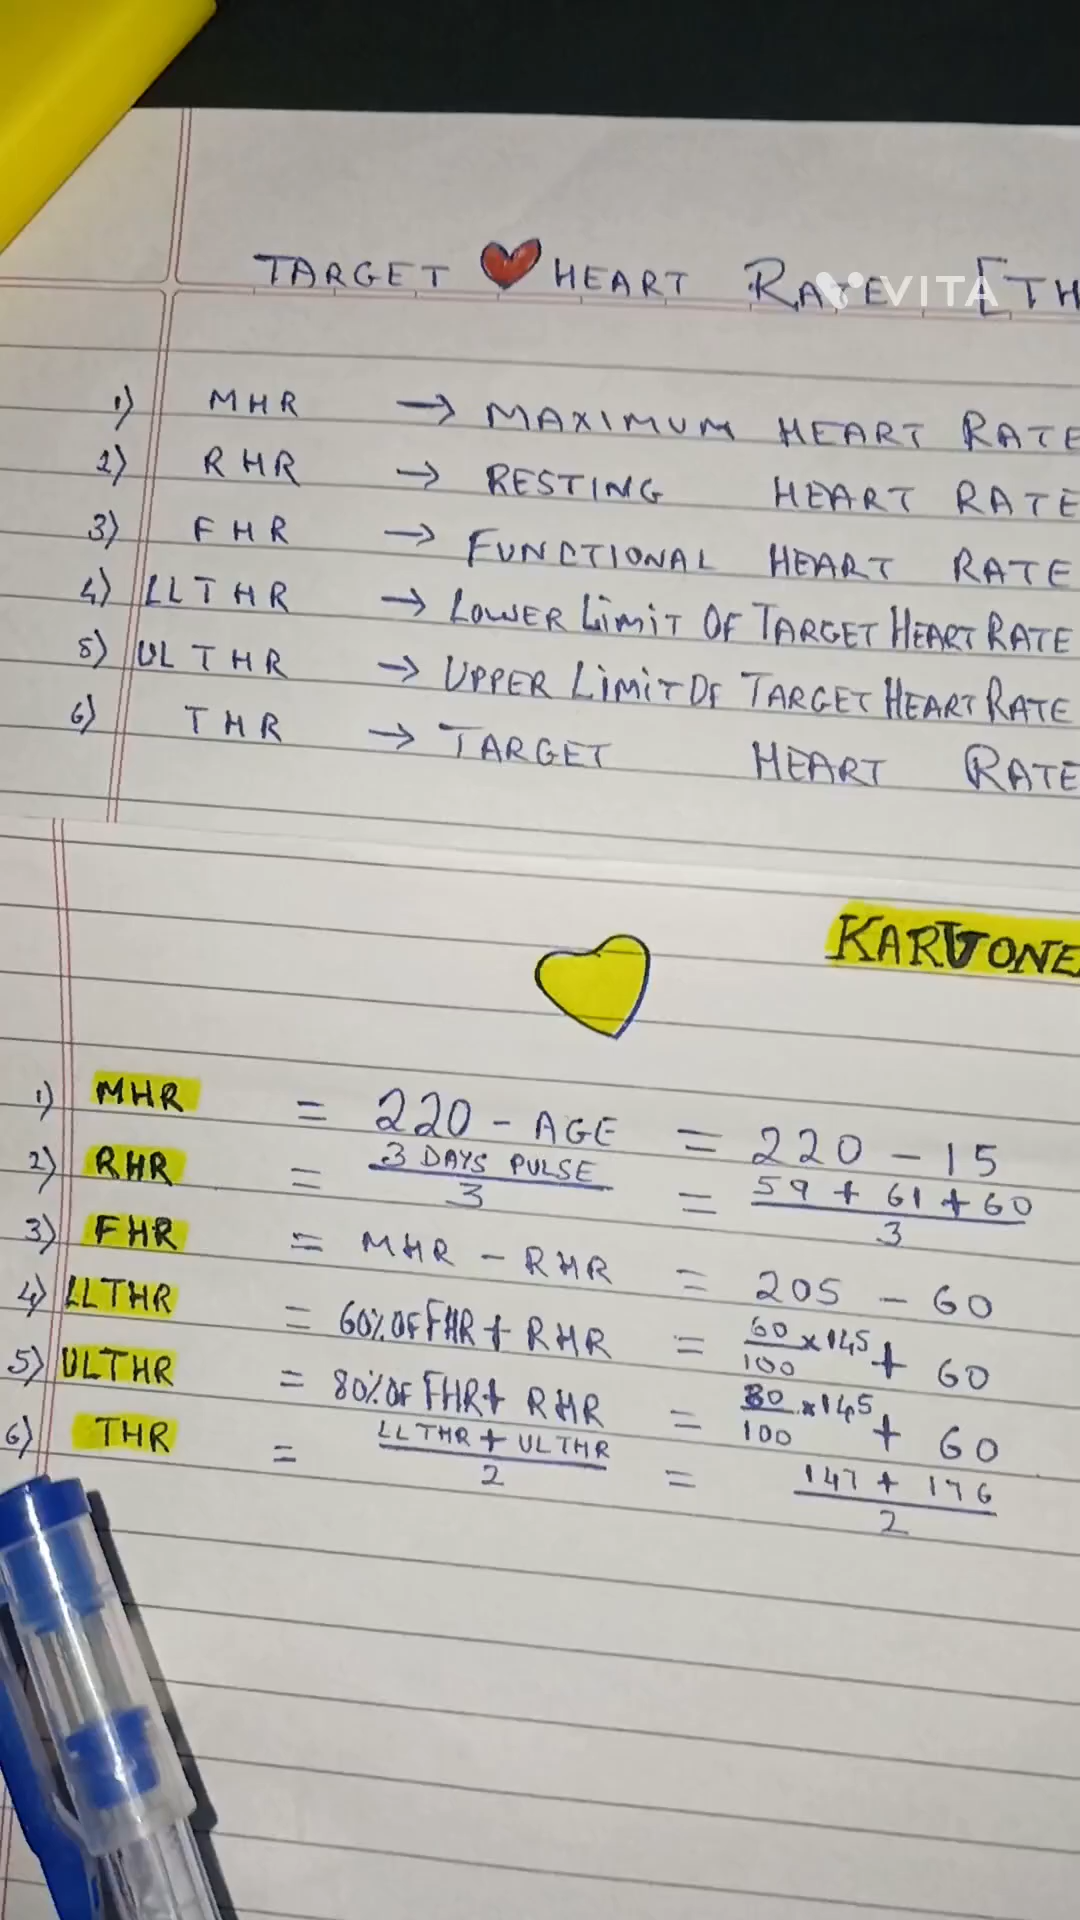 TARGET HEART RATE [TH
VITA
1) MHR → MAXIMUM HEART RATE
2) RHR → RESTING HEART RATE
3) FHR → FUNCTIONAL HEART RATE
4) LLTHR → LOWER LIMIT OF TARGET HEART RATE
5) ULTHR → UPPER LIMIT OF TARGET HEART RATE
6) THR → TARGET HEART RATE
KARVONE
1) MHR = 220 - AGE = 220 - 15
2) RHR = 3 DAYS PULSE / 3 = 59 + 61 + 60 / 3
3) FHR = MHR - RHR = 205 - 60
4) LLTHR = 60% OF FHR + RHR = 60/100 x 145 + 60
5) ULTHR = 80% OF FHR + RHR = 80/100 x 145 + 60
6) THR = LLTHR + ULTHR / 2 = 147 + 176 / 2